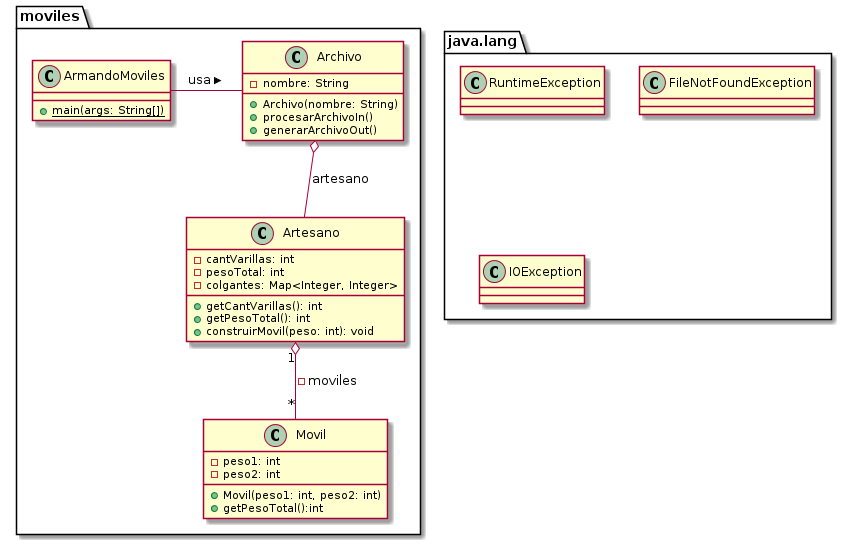 moviles
C ArmandoMoviles
main(args: String[])
usa
C Archivo
nombre: String
Archivo(nombre: String)
procesarArchivoIn()
generarArchivoOut()
artesano
C Artesano
cantVarillas: int
pesoTotal: int
colgantes: Map<Integer, Integer>
getCantVarillas(): int
getPesoTotal(): int
construirMovil(peso: int): void
1
moviles
*
C Movil
peso1: int
peso2: int
Movil(peso1: int, peso2: int)
getPesoTotal():int
java.lang
C RuntimeException
C FileNotFoundException
C IOException